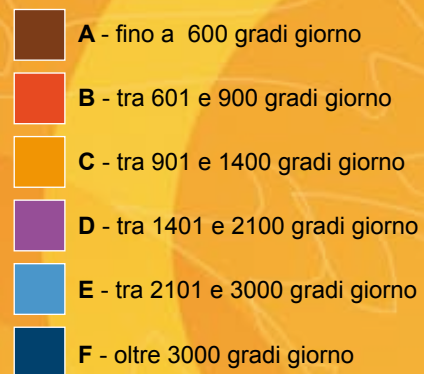 A - fino a 600 gradi giorno
B - tra 601 e 900 gradi giorno
C - tra 901 e 1400 gradi giorno
D - tra 1401 e 2100 gradi giorno
E - tra 2101 e 3000 gradi giorno
F - oltre 3000 gradi giorno